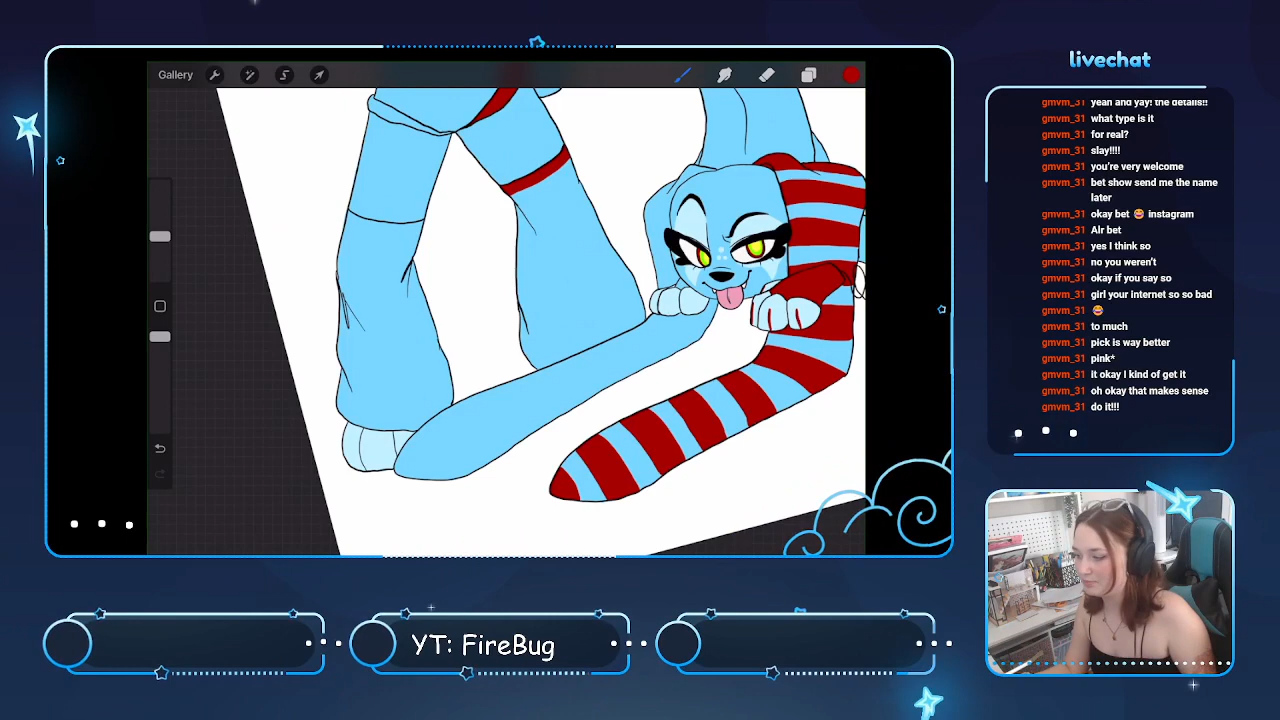 Gallery
livechat
gmvm_31 yeah and yay! the details!!
gmvm_31 what type is it
gmvm_31 for real?
gmvm_31 slay!!!!
gmvm_31 you're very welcome
gmvm_31 bet show send me the name
later
gmvm_31 okay bet 🤩 instagram
gmvm_31 Alr bet
gmvm_31 yes I think so
gmvm_31 no you weren't
gmvm_31 okay if you say so
gmvm_31 girl your internet so so bad
gmvm_31 🤩
gmvm_31 to much
gmvm_31 pick is way better
gmvm_31 pink*
gmvm_31 it okay I kind of get it
gmvm_31 oh okay that makes sense
gmvm_31 do it!!!
YT: FireBug